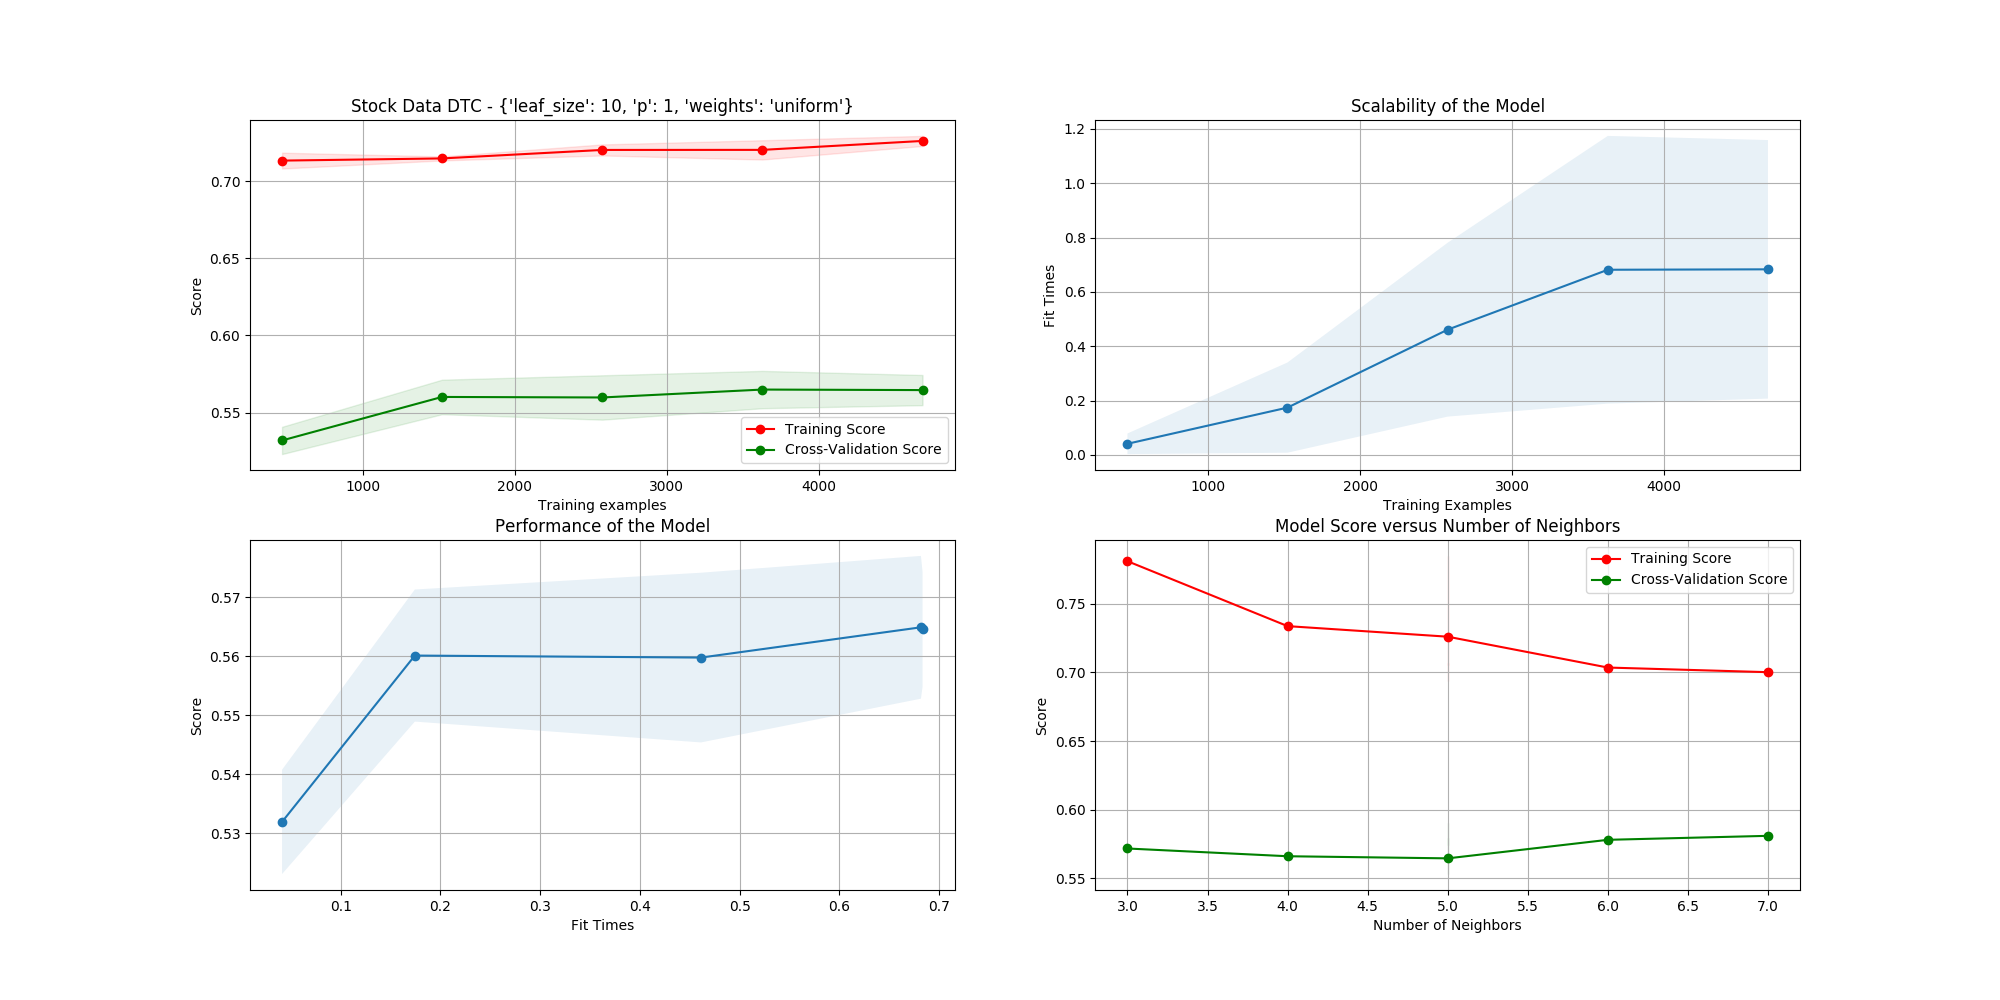 Stock Data DTC - {'leaf_size': 10, 'p': 1, 'weights': 'uniform'}
Score
0.70
0.65
0.60
0.55
Training Score
Cross-Validation Score
1000
2000
3000
4000
Training examples
Scalability of the Model
Fit Times
1.2
1.0
0.8
0.6
0.4
0.2
0.0
1000
2000
3000
4000
Training Examples
Performance of the Model
Score
0.57
0.56
0.55
0.54
0.53
0.1
0.2
0.3
0.4
0.5
0.6
0.7
Fit Times
Model Score versus Number of Neighbors
Score
0.75
0.70
0.65
0.60
0.55
Training Score
Cross-Validation Score
3.0
3.5
4.0
4.5
5.0
5.5
6.0
6.5
7.0
Number of Neighbors